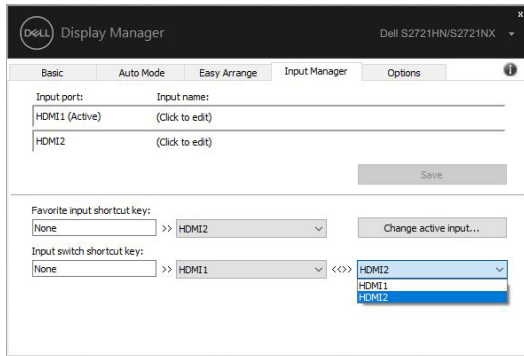 x
DELL Display Manager Dell S2721HN/S2721NX
Basic Auto Mode Easy Arrange Input Manager Options i
Input port: Input name:
HDMI1 (Active) (Click to edit)
HDMI2 (Click to edit)
Save
Favorite input shortcut key:
None >> HDMI2 Change active input...
Input switch shortcut key:
None >> HDMI1 <<>> HDMI2
HDMI1
HDMI2